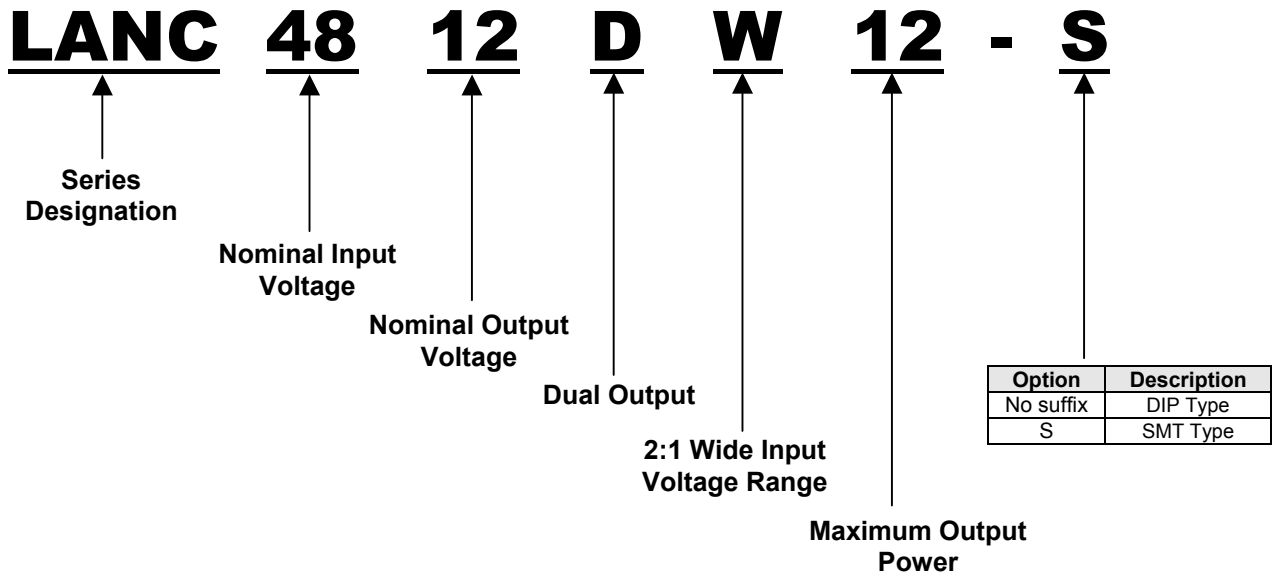 LANC 48 12 D W 12 - S
Series
Designation
Nominal Input
Voltage
Nominal Output
Voltage
Dual Output
2:1 Wide Input
Voltage Range
Maximum Output
Power
Option Description
No suffix DIP Type
S SMT Type